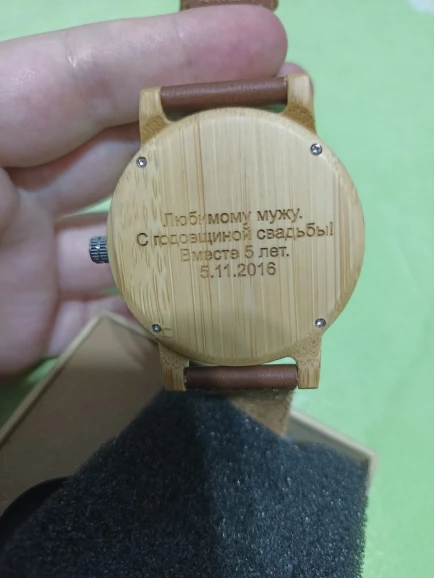 Любимому мужу.
С годовщиной свадьбы!
Вместе 5 лет.
5.11.2016